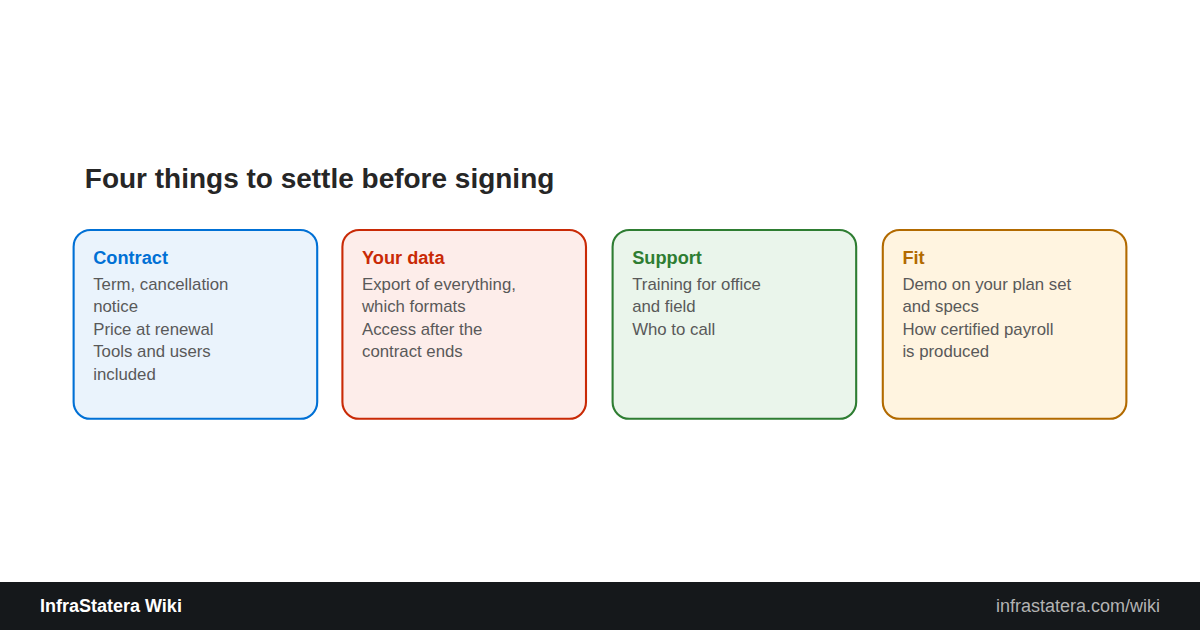 Four things to settle before signing
Contract
Term, cancellation
notice
Price at renewal
Tools and users
included
Your data
Export of everything,
which formats
Access after the
contract ends
Support
Training for office
and field
Who to call
Fit
Demo on your plan set
and specs
How certified payroll
is produced
InfraStatera Wiki
infrastatera.com/wiki